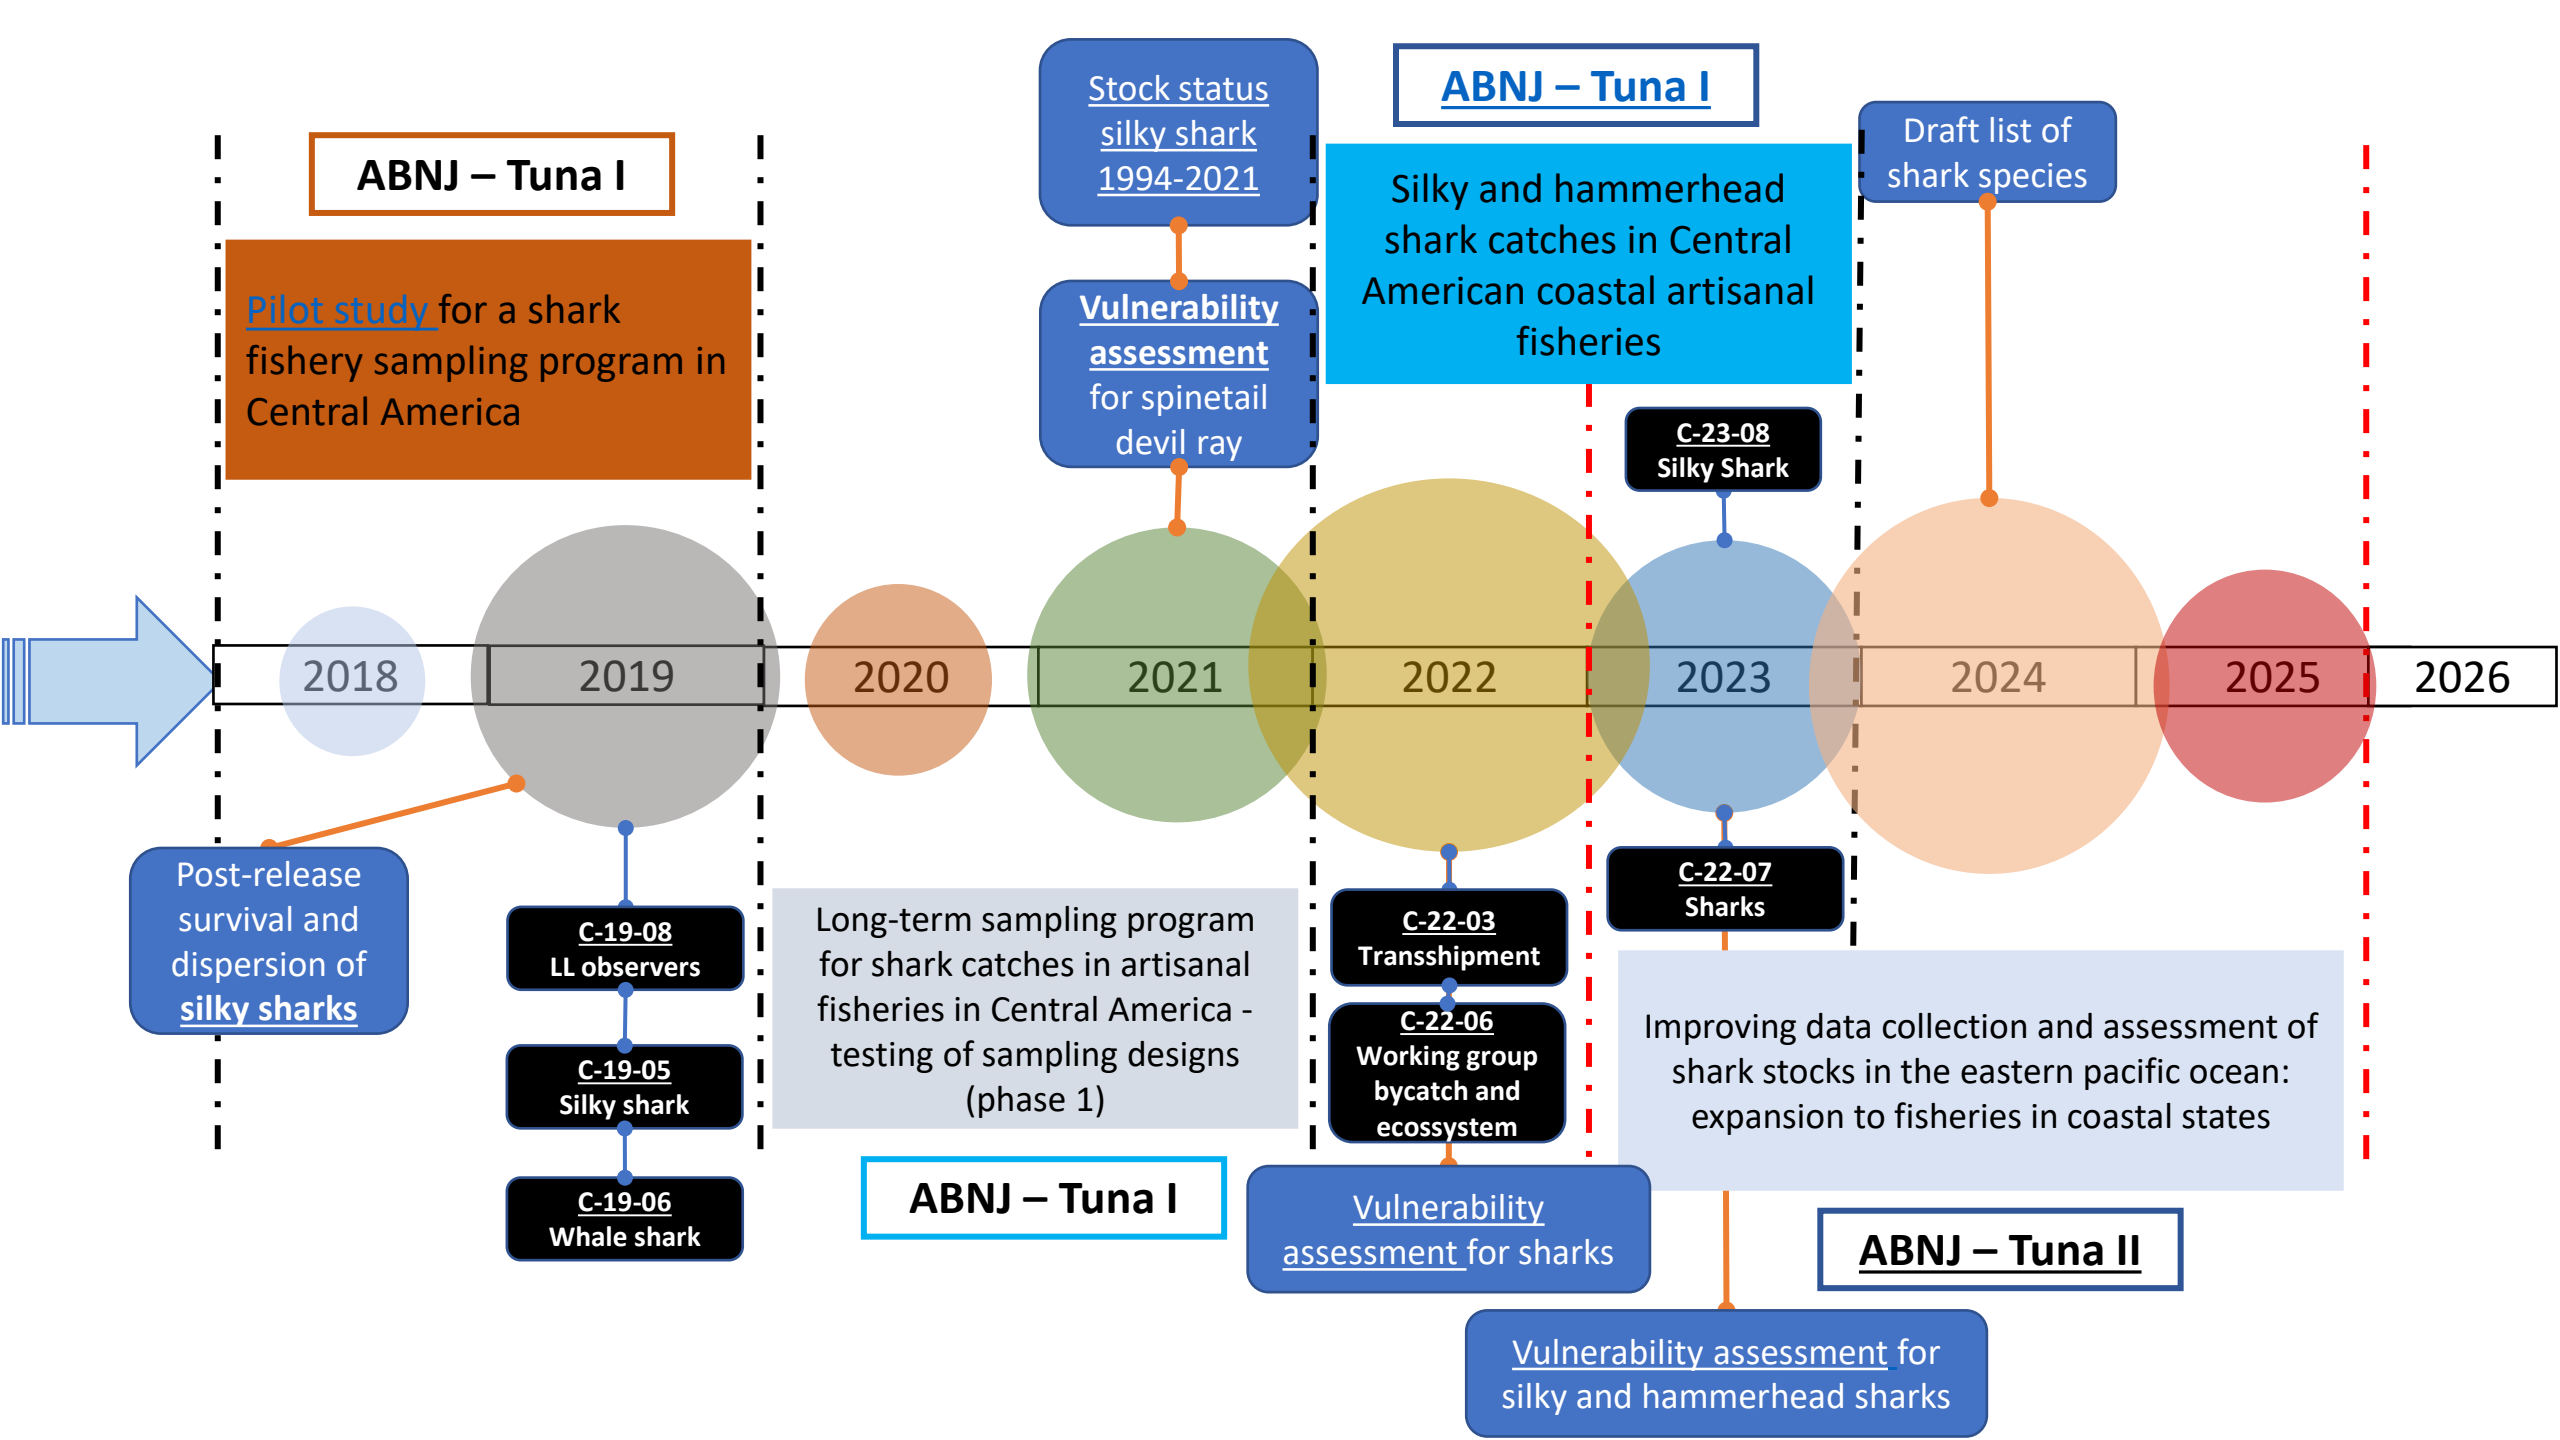 ABNJ – Tuna I
Pilot study for a shark
fishery sampling program in
Central America
Stock status
silky shark
1994-2021
Vulnerability
assessment
for spinetail
devil ray
ABNJ – Tuna I
Silky and hammerhead
shark catches in Central
American coastal artisanal
fisheries
C-23-08
Silky Shark
Draft list of
shark species
2018
2019
2020
2021
2022
2023
2024
2025
2026
Post-release
survival and
dispersion of
silky sharks
C-19-08
LL observers
C-19-05
Silky shark
C-19-06
Whale shark
Long-term sampling program
for shark catches in artisanal
fisheries in Central America -
testing of sampling designs
(phase 1)
ABNJ – Tuna I
C-22-03
Transshipment
C-22-06
Working group
bycatch and
ecossystem
Vulnerability
assessment for sharks
C-22-07
Sharks
Improving data collection and assessment of
shark stocks in the eastern pacific ocean:
expansion to fisheries in coastal states
ABNJ – Tuna II
Vulnerability assessment for
silky and hammerhead sharks